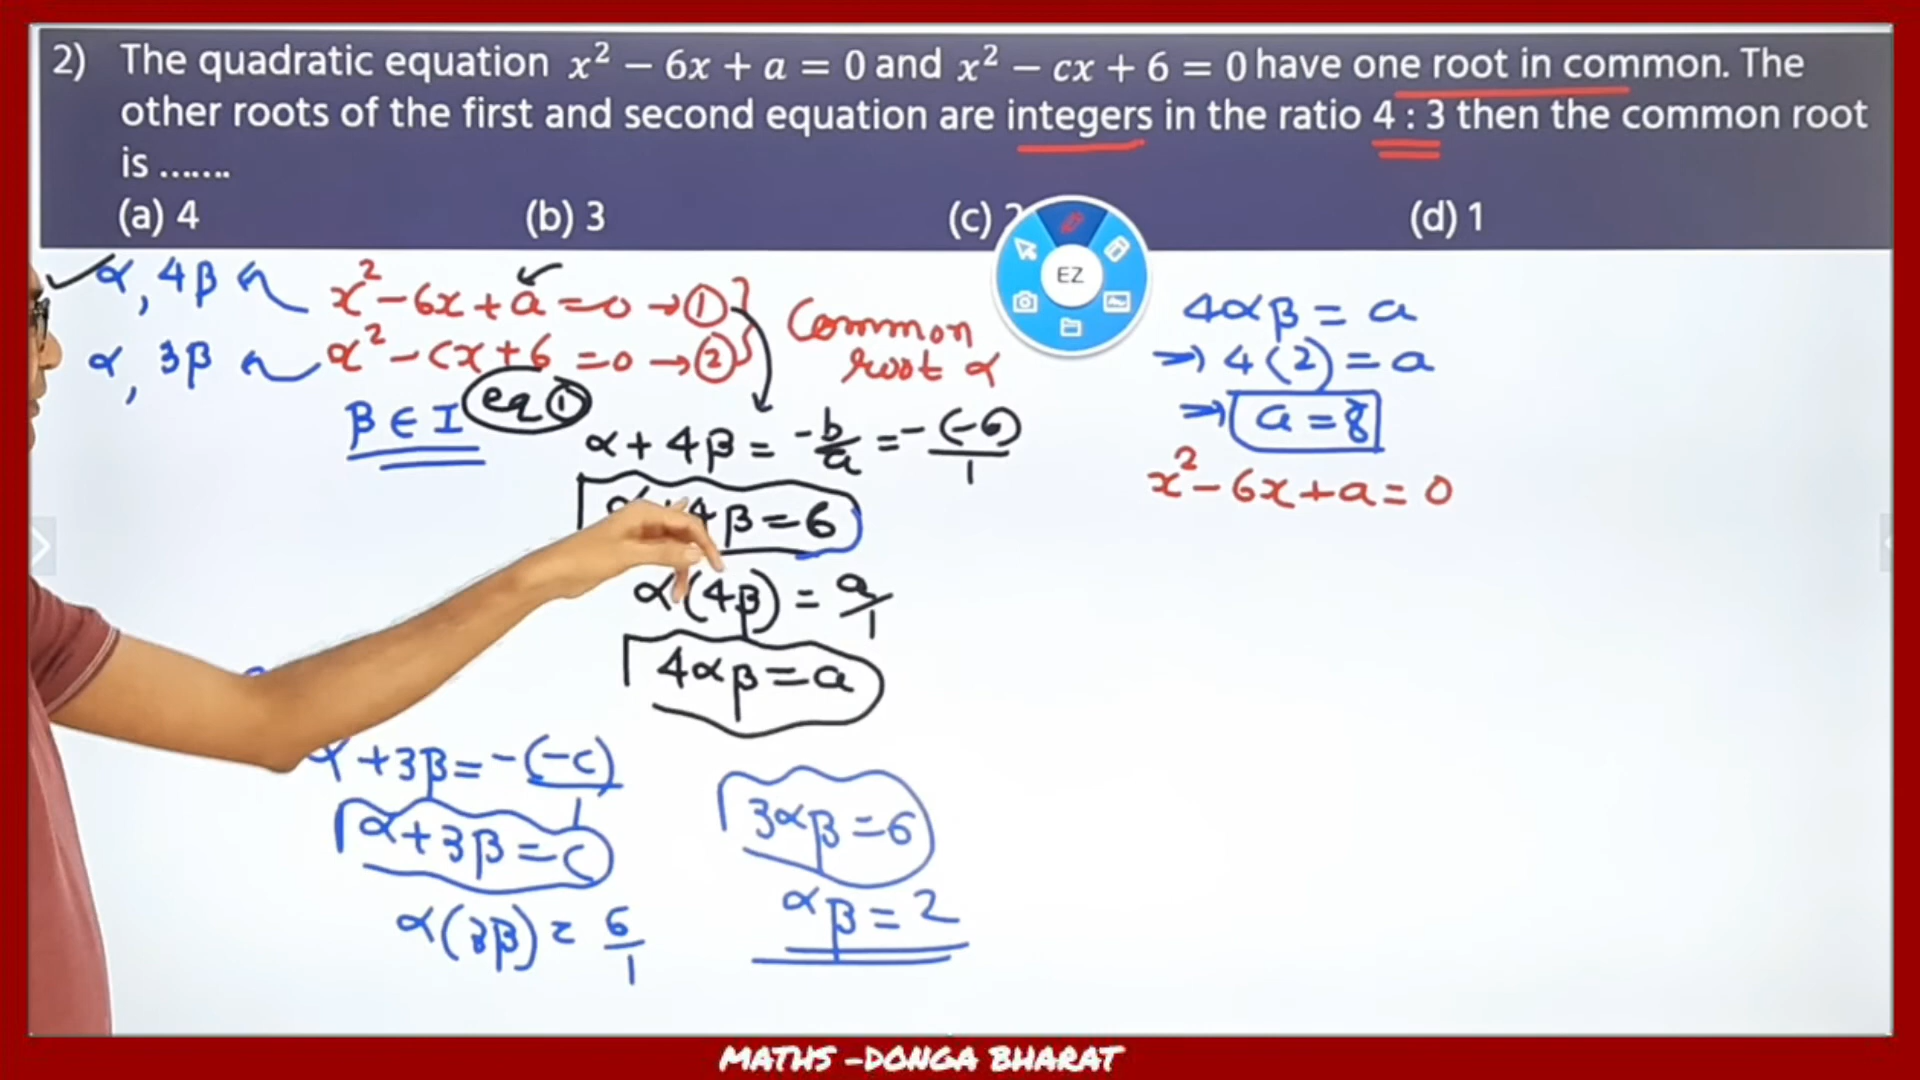 2) The quadratic equation x² − 6x + a = 0 and x² − cx + 6 = 0 have one root in common. The
other roots of the first and second equation are integers in the ratio 4 : 3 then the common root
is .......
(a) 4 (b) 3 (c) (d) 1
EZ
α, 4β x² − 6x + a = 0 → ①
α, 3β x² − cx + 6 = 0 → ②
Common
root α
β ∈ I
eq ①
α + 4β = -b/a = -(-6)/1
4β = 6
α(4β) = a/1
4αβ = a
α + 3β = -(-c)/1
α + 3β = c
α(3β) = 6/1
3αβ = 6
αβ = 2
4αβ = a
⇒ 4(2) = a
⇒ a = 8
x² − 6x + a = 0
MATHS -DONGA BHARAT